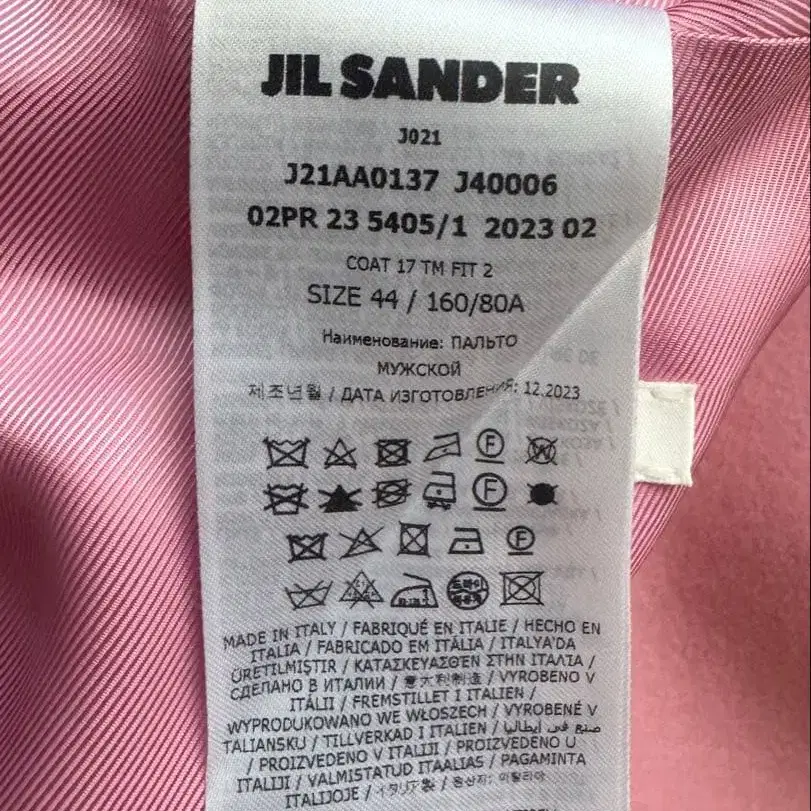 JIL SANDER
J021
J21AA0137 J40006
02PR 23 5405/1 2023 02
COAT 17 TM FIT 2
SIZE 44 / 160/80A
Наименование: ПАЛЬТО
МУЖСКОЙ
제조년월 / ДАТА ИЗГОТОВЛЕНИЯ: 12.2023
F W
F
F
드라이
MADE IN ITALY / FABRIQUÉ EN ITALIE / HECHO EN
ITALIA / FABRICADO EM ITÁLIA / ITALYA'DA
ÜRETILMIŞTIR / ΚΑΤΑΣΚΕΥΑΣΘΕΝ ΣΤΗΝ ΙΤΑΛΙΑ /
СДЕЛАНО В ИТАЛИИ / 意大利制造 / VYROBENO V
ITÁLII / FREMSTILLET I ITALIEN /
WYPRODUKOWANO WE WŁOSZECH / VYROBENÉ V
TALIANSKU / TILLVERKAD I ITALIEN / صنع في ايطاليا
/ PROIZVEDENO V ITALIJI / PROIZVEDENO U
ITALIJI / VALMISTATUD ITAALIAS / PAGAMINTA
ITALIJOJE / イタリア製 / 원산지: 이탈리아